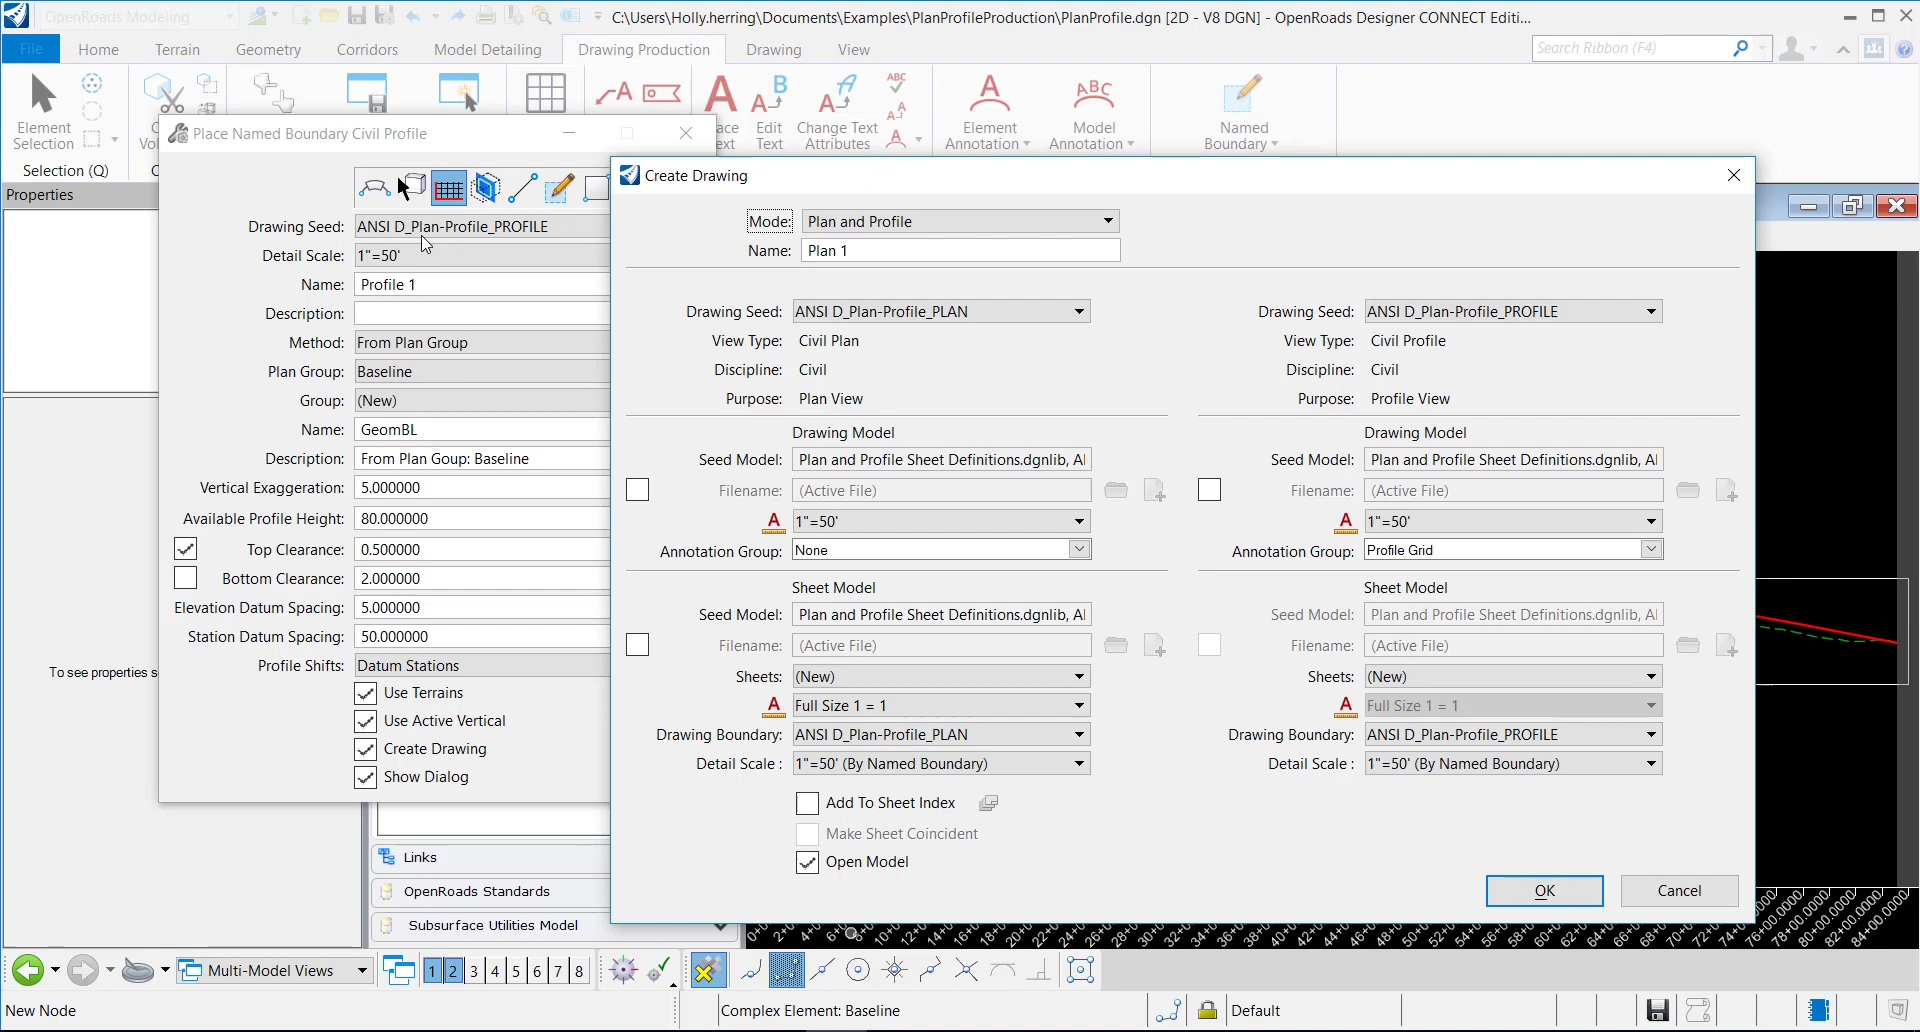 OpenRoads Modeling
C:\Users\Holly.herring\Documents\Examples\PlanProfileProduction\PlanProfile.dgn [2D - V8 DGN] - OpenRoads Designer CONNECT Editi...
File Home Terrain Geometry Corridors Model Detailing Drawing Production Drawing View
Search Ribbon (F4)
Element Selection
Edit Text
Change Text Attributes
Element Annotation
Model Annotation
Named Boundary
Selection (Q)
Properties
To see properties s
Place Named Boundary Civil Profile
Drawing Seed: ANSI D_Plan-Profile_PROFILE
Detail Scale: 1"=50'
Name: Profile 1
Description:
Method: From Plan Group
Plan Group: Baseline
Group: (New)
Name: GeomBL
Description: From Plan Goup: Baseline
Vertical Exaggeration: 5.000000
Available Profile Height: 80.000000
Top Clearance: 0.500000
Bottom Clearance: 2.000000
Elevation Datum Spacing: 5.000000
Station Datum Spacing: 50.000000
Profile Shifts: Datum Stations
Use Terrains
Use Active Vertical
Create Drawing
Show Dialog
Links
OpenRoads Standards
Subsurface Utilities Model
Create Drawing
Mode: Plan and Profile
Name: Plan 1
Drawing Seed: ANSI D_Plan-Profile_PLAN
View Type: Civil Plan
Discipline: Civil
Purpose: Plan View
Drawing Model
Seed Model: Plan and Profile Sheet Definitions.dgnlib, Al
Filename: (Active File)
1"=50'
Annotation Group: None
Sheet Model
Seed Model: Plan and Profile Sheet Definitions.dgnlib, Al
Filename: (Active File)
Sheets: (New)
Full Size 1 = 1
Drawing Boundary: ANSI D_Plan-Profile_PLAN
Detail Scale : 1"=50' (By Named Boundary)
Add To Sheet Index
Make Sheet Coincident
Open Model
Drawing Seed: ANSI D_Plan-Profile_PROFILE
View Type: Civil Profile
Discipline: Civil
Purpose: Profile View
Drawing Model
Seed Model: Plan and Profile Sheet Definitions.dgnlib, Al
Filename: (Active File)
1"=50'
Annotation Group: Profile Grid
Sheet Model
Seed Model: Plan and Profile Sheet Definitions.dgnlib, Al
Filename: (Active File)
Sheets: (New)
Full Size 1 = 1
Drawing Boundary: ANSI D_Plan-Profile_PROFILE
Detail Scale : 1"=50' (By Named Boundary)
OK Cancel
Multi-Model Views 1 2 3 4 5 6 7 8
New Node
Complex Element: Baseline
Default